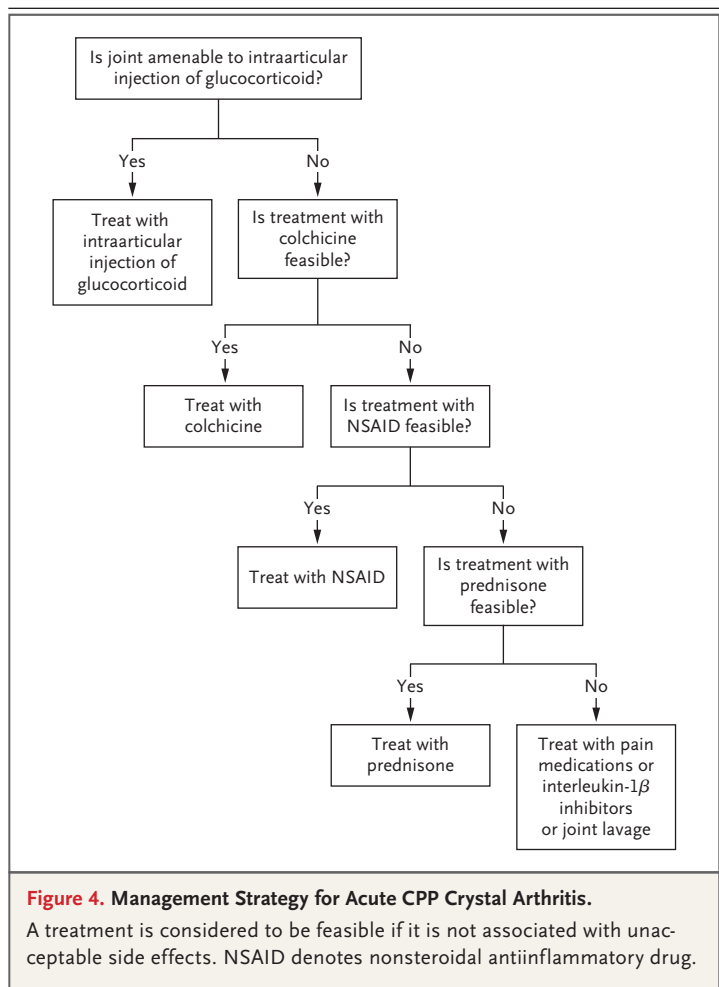 Is joint amenable to intraarticular
injection of glucocorticoid?
Yes
No
Treat with
intraarticular
injection of
glucocorticoid
Is treatment with
colchicine
feasible?
Yes
No
Treat with
colchicine
Is treatment with
NSAID feasible?
Yes
No
Treat with NSAID
Is treatment with
prednisone
feasible?
Yes
No
Treat with
prednisone
Treat with pain
medications or
interleukin-1β
inhibitors
or joint lavage
Figure 4. Management Strategy for Acute CPP Crystal Arthritis.
A treatment is considered to be feasible if it is not associated with unac-
ceptable side effects. NSAID denotes nonsteroidal antiinflammatory drug.